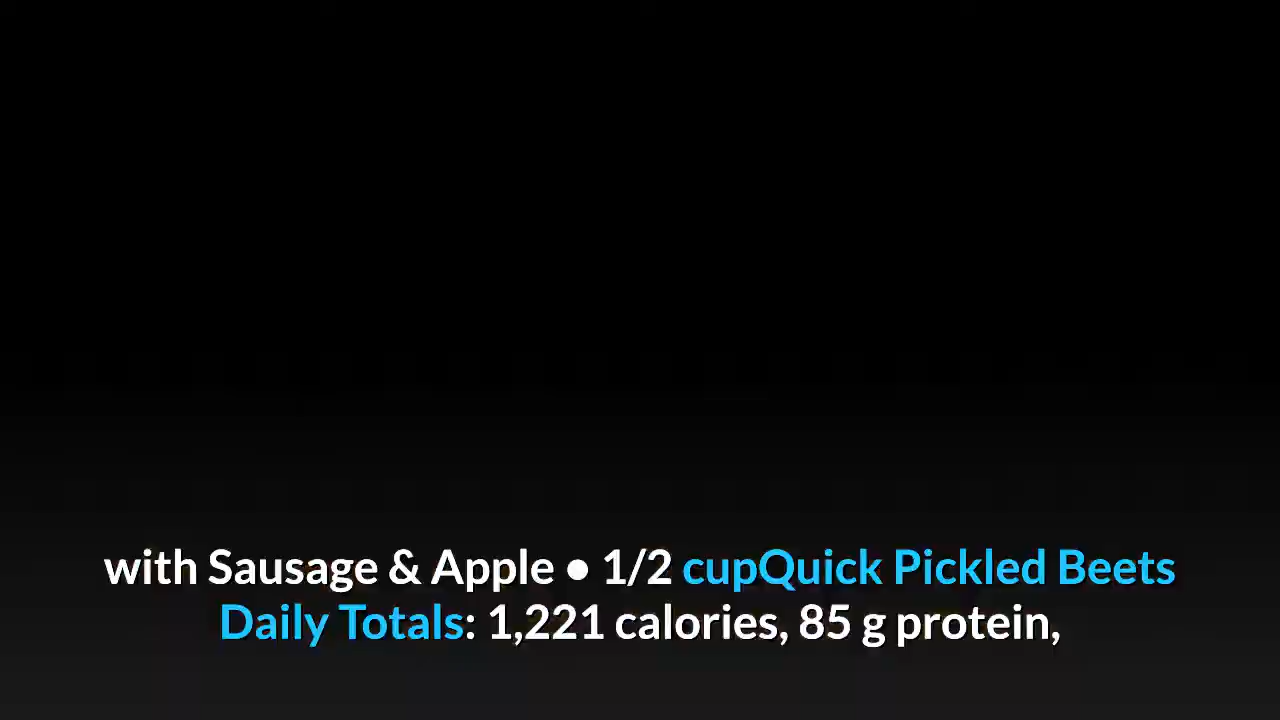 with Sausage & Apple ● 1/2 cupQuick Pickled Beets
Daily Totals: 1,221 calories, 85 g protein,